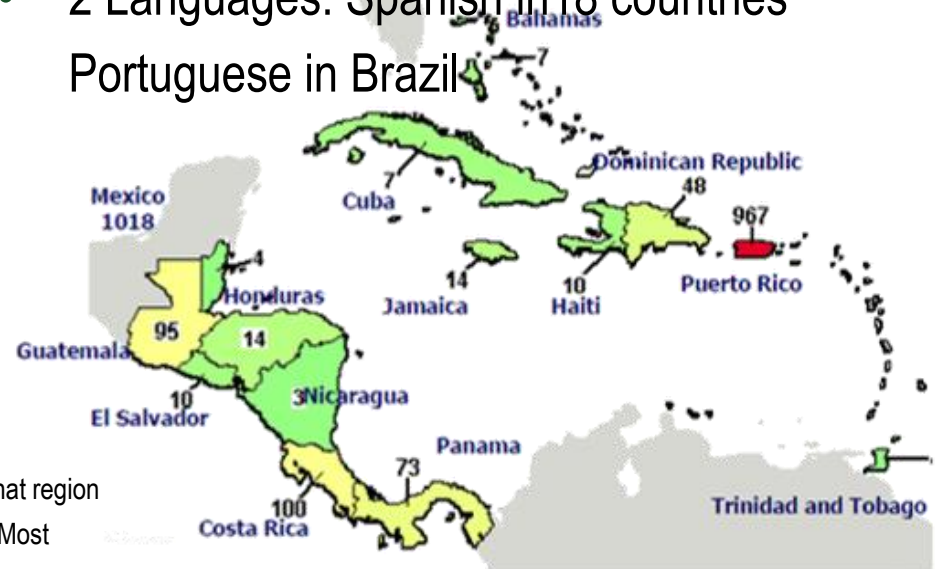 2 Languages: Spanish in 18 countries
Bahamas
Portuguese in Brazil
7
Dominican Republic
48
Mexico
1018
7
Cuba
967
4
14
10
Puerto Rico
Honduras
Jamaica
Haiti
95
14
Guatemala
10
3
Nicaragua
El Salvador
Panama
73
hat region
100
Trinidad and Tobago
Costa Rica
Most